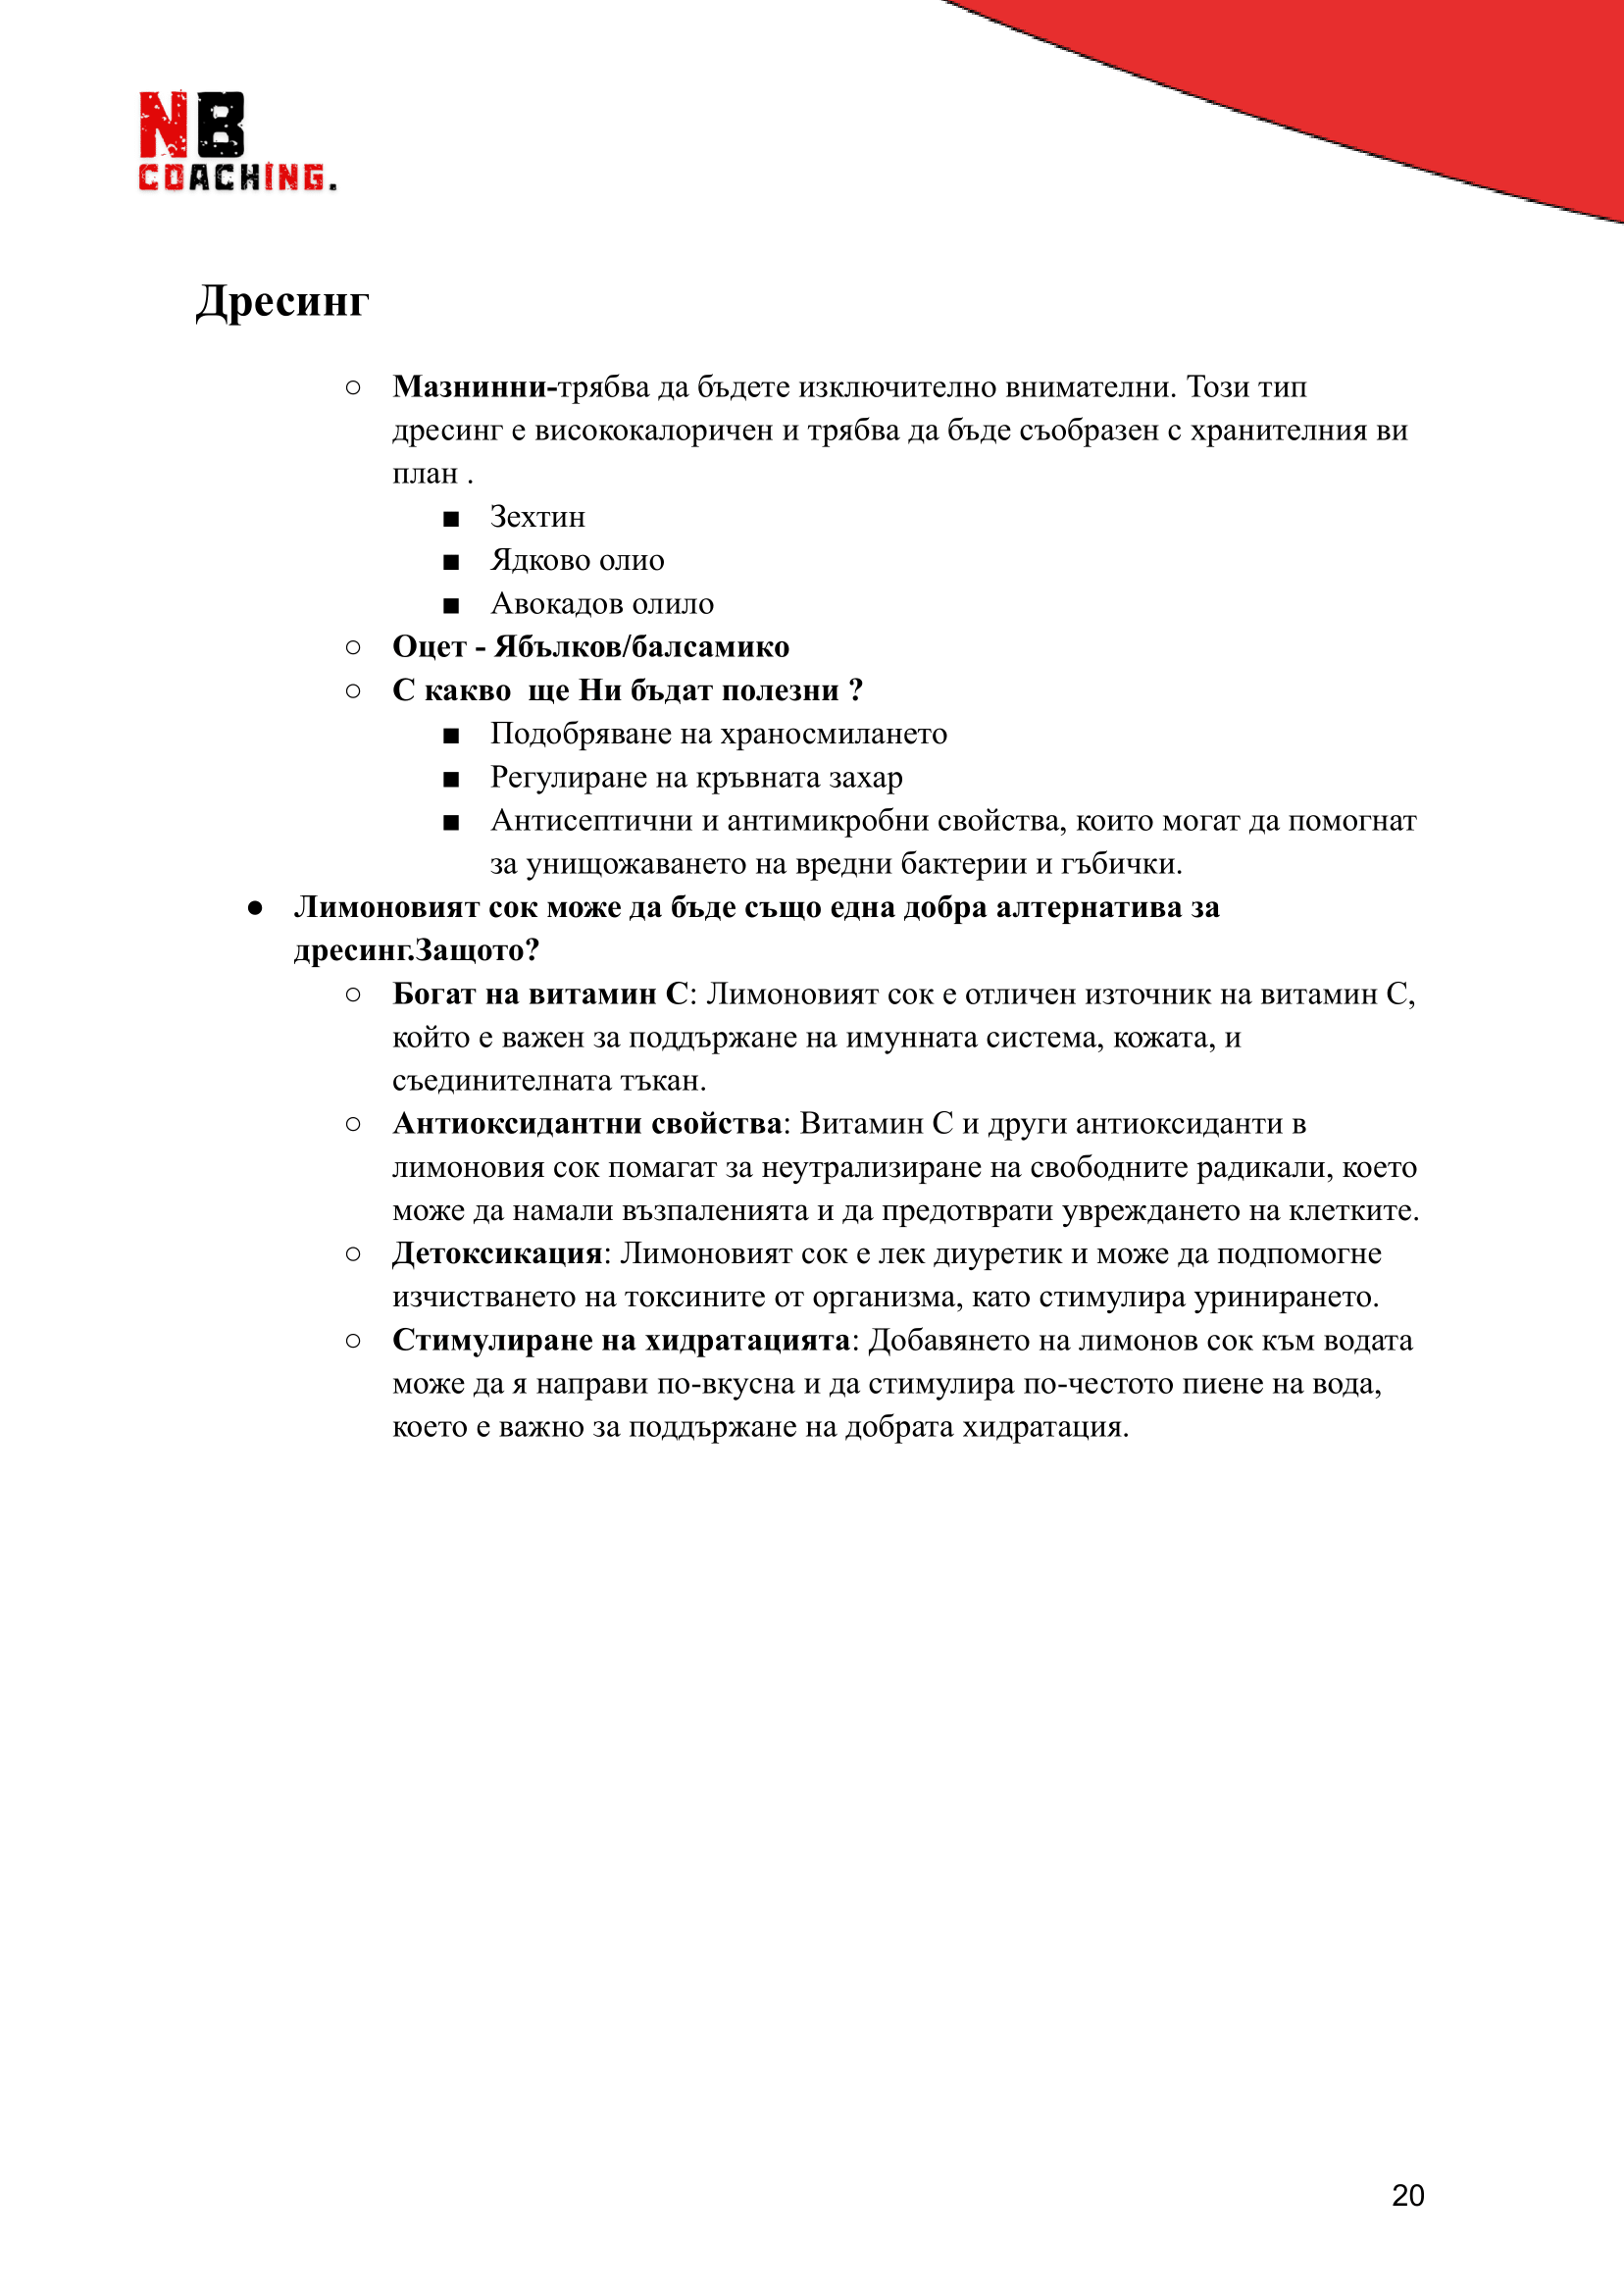 NB
COACHING.
Дресинг
○ Мазнинни-трябва да бъдете изключително внимателни. Този тип
дресинг е висококалоричен и трябва да бъде съобразен с хранителния ви
план .
■ Зехтин
■ Ядково олио
■ Авокадов олило
○ Оцет - Ябълков/балсамико
○ С какво  ще Ни бъдат полезни ?
■ Подобряване на храносмилането
■ Регулиране на кръвната захар
■ Антисептични и антимикробни свойства, които могат да помогнат
за унищожаването на вредни бактерии и гъбички.
● Лимоновият сок може да бъде също една добра алтернатива за
дресинг.Защото?
○ Богат на витамин C: Лимоновият сок е отличен източник на витамин C,
който е важен за поддържане на имунната система, кожата, и
съединителната тъкан.
○ Антиоксидантни свойства: Витамин C и други антиоксиданти в
лимоновия сок помагат за неутрализиране на свободните радикали, което
може да намали възпаленията и да предотврати увреждането на клетките.
○ Детоксикация: Лимоновият сок е лек диуретик и може да подпомогне
изчистването на токсините от организма, като стимулира уринирането.
○ Стимулиране на хидратацията: Добавянето на лимонов сок към водата
може да я направи по-вкусна и да стимулира по-честото пиене на вода,
което е важно за поддържане на добрата хидратация.
20